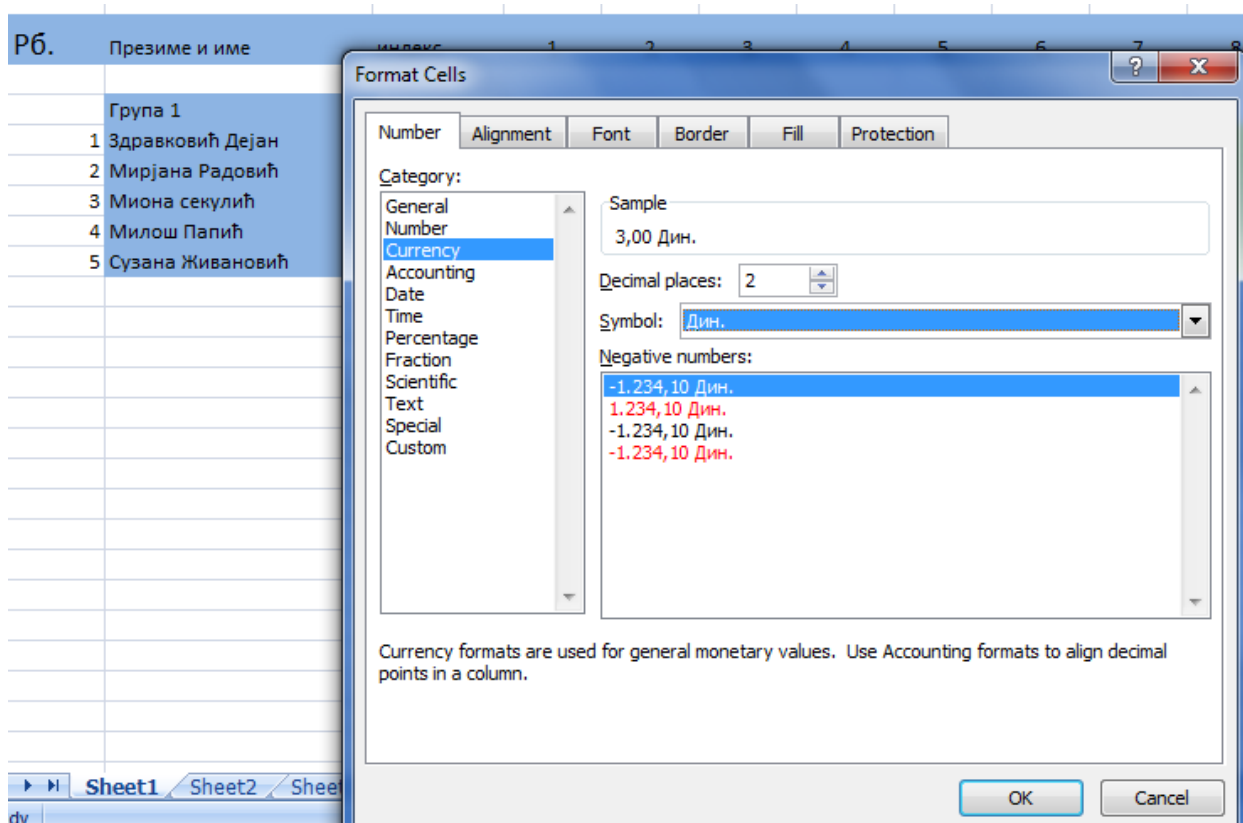 Рб.
Презиме и име
индекс
1 2 3 4 5 6 7 8
Група 1
1 Здравковић Дејан
2 Мирјана Радовић
3 Миона секулић
4 Милош Папић
5 Сузана Живановић
Format Cells
?
Number Alignment Font Border Fill Protection
Category:
General
Number
Currency
Accounting
Date
Time
Percentage
Fraction
Scientific
Text
Special
Custom
Sample
3,00 Дин.
Decimal places: 2
Symbol: Дин.
Negative numbers:
-1.234,10 Дин.
1.234,10 Дин.
-1.234,10 Дин.
-1.234,10 Дин.
Currency formats are used for general monetary values. Use Accounting formats to align decimal
points in a column.
OK Cancel
Sheet1 Sheet2 Sheet
dy